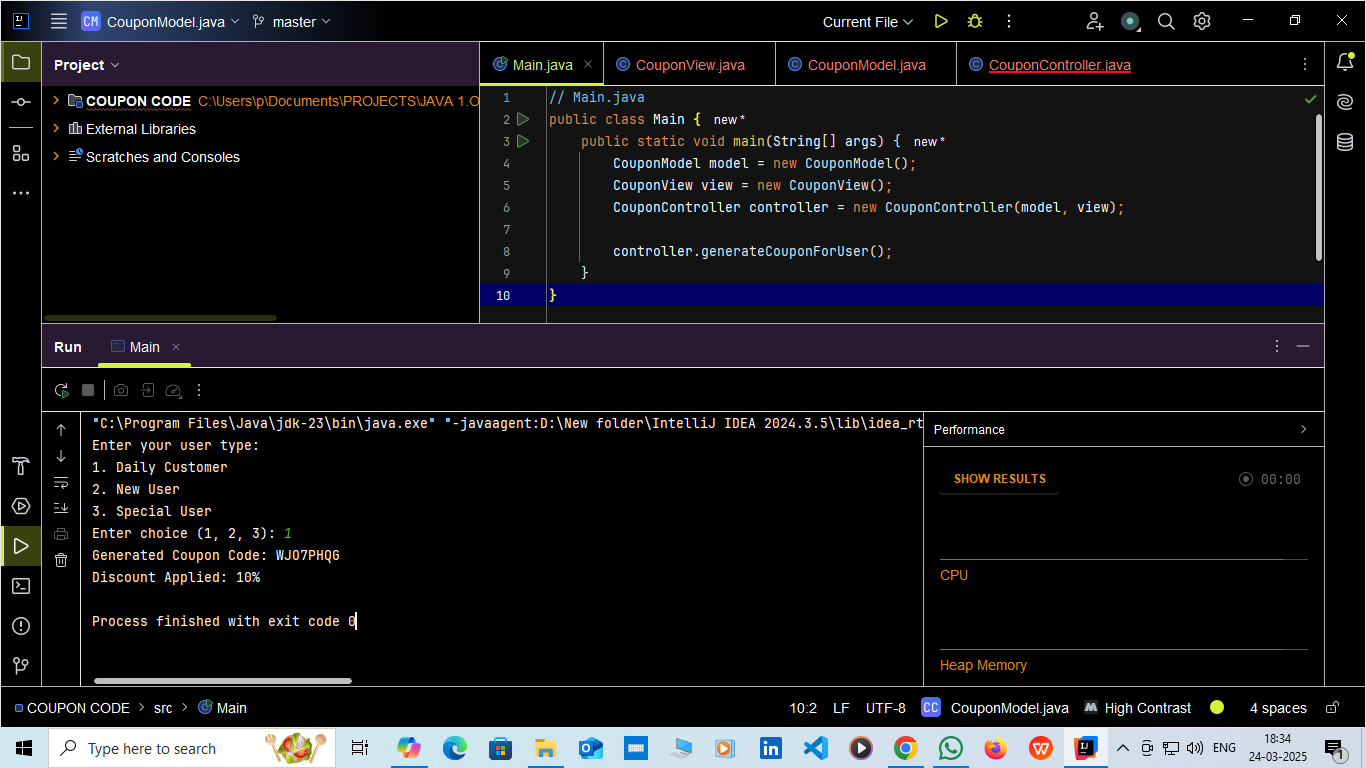 CM CouponModel.java master Current File
Project
Main.java
CouponView.java
CouponModel.java
CouponController.java
COUPON CODE C:\Users\p\Documents\PROJECTS\JAVA 1.O
External Libraries
Scratches and Consoles
1 // Main.java
2 public class Main { new *
3 public static void main(String[] args) { new *
4 CouponModel model = new CouponModel();
5 CouponView view = new CouponView();
6 CouponController controller = new CouponController(model, view);
7
8 controller.generateCouponForUser();
9 }
10 }
Run Main
"C:\Program Files\Java\jdk-23\bin\java.exe" "-javaagent:D:\New folder\IntelliJ IDEA 2024.3.5\lib\idea_rt
Enter your user type:
1. Daily Customer
2. New User
3. Special User
Enter choice (1, 2, 3): 1
Generated Coupon Code: WJO7PHQG
Discount Applied: 10%
Process finished with exit code 0
Performance
SHOW RESULTS 00:00
CPU
Heap Memory
COUPON CODE src Main 10:2 LF UTF-8 CC CouponModel.java High Contrast 4 spaces
Type here to search
ENG
18:34
24-03-2025
1